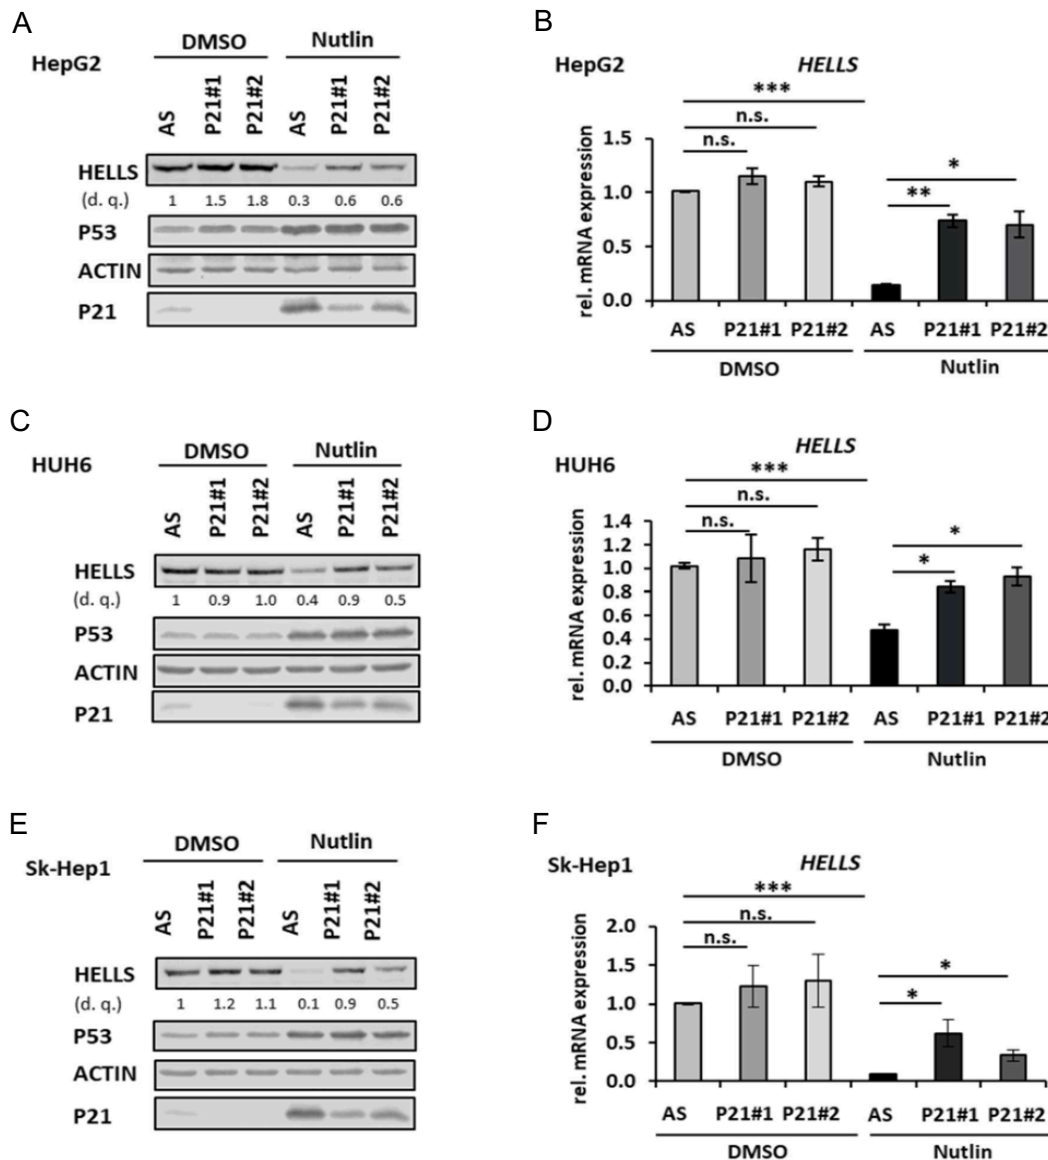 A
DMSO Nutlin
HepG2
AS P21#1 P21#2 AS P21#1 P21#2
HELLS
(d. q.) 1 1.5 1.8 0.3 0.6 0.6
P53
ACTIN
P21
B
HepG2 HELLS
***
n.s.
n.s.
*
**
rel. mRNA expression
1.5
1.0
0.5
0.0
AS P21#1 P21#2 AS P21#1 P21#2
DMSO Nutlin
C
DMSO Nutlin
HUH6
AS P21#1 P21#2 AS P21#1 P21#2
HELLS
(d. q.) 1 0.9 1.0 0.4 0.9 0.5
P53
ACTIN
P21
D
HELLS
HUH6
***
n.s.
n.s.
*
*
rel. mRNA expression
1.4
1.2
1.0
0.8
0.6
0.4
0.2
0.0
AS P21#1 P21#2 AS P21#1 P21#2
DMSO Nutlin
E
DMSO Nutlin
Sk-Hep1
AS P21#1 P21#2 AS P21#1 P21#2
HELLS
(d. q.) 1 1.2 1.1 0.1 0.9 0.5
P53
ACTIN
P21
F
Sk-Hep1 HELLS
***
n.s.
n.s.
*
*
rel. mRNA expression
2.0
1.5
1.0
0.5
0.0
AS P21#1 P21#2 AS P21#1 P21#2
DMSO Nutlin